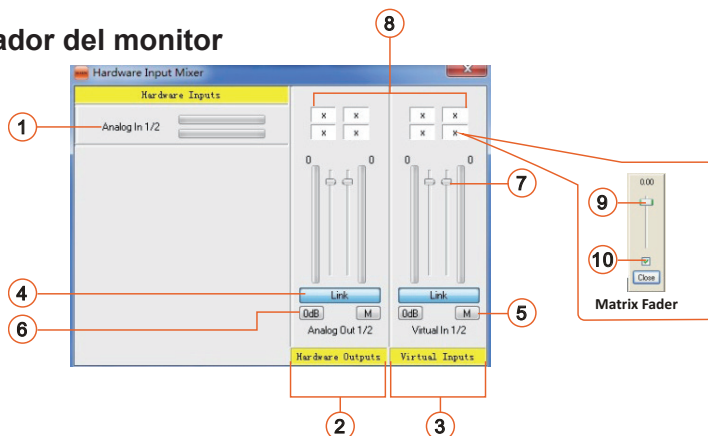 8
ador del monitor
Hardware Input Mixer
Hardware Inputs
1
Analog In 1/2
x x x x
x x x x
0 0 0 0
7
0.00
9
10
Close
Matrix Fader
4
Link Link
6
0dB M 0dB M
5
Analog Out 1/2 Virtual In 1/2
Hardware Outputs Virtual Inputs
2 3